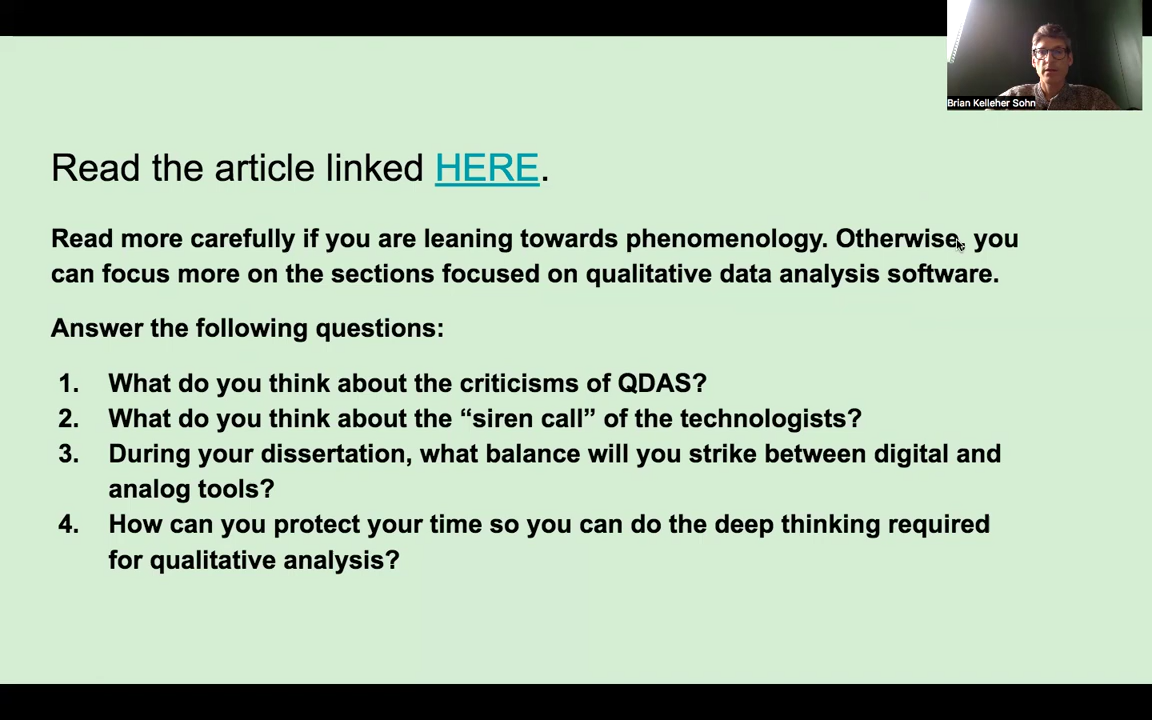 Brian Kelleher Sohn
Read the article linked HERE.
Read more carefully if you are leaning towards phenomenology. Otherwise, you
can focus more on the sections focused on qualitative data analysis software.
Answer the following questions:
1. What do you think about the criticisms of QDAS?
2. What do you think about the “siren call” of the technologists?
3. During your dissertation, what balance will you strike between digital and
analog tools?
4. How can you protect your time so you can do the deep thinking required
for qualitative analysis?